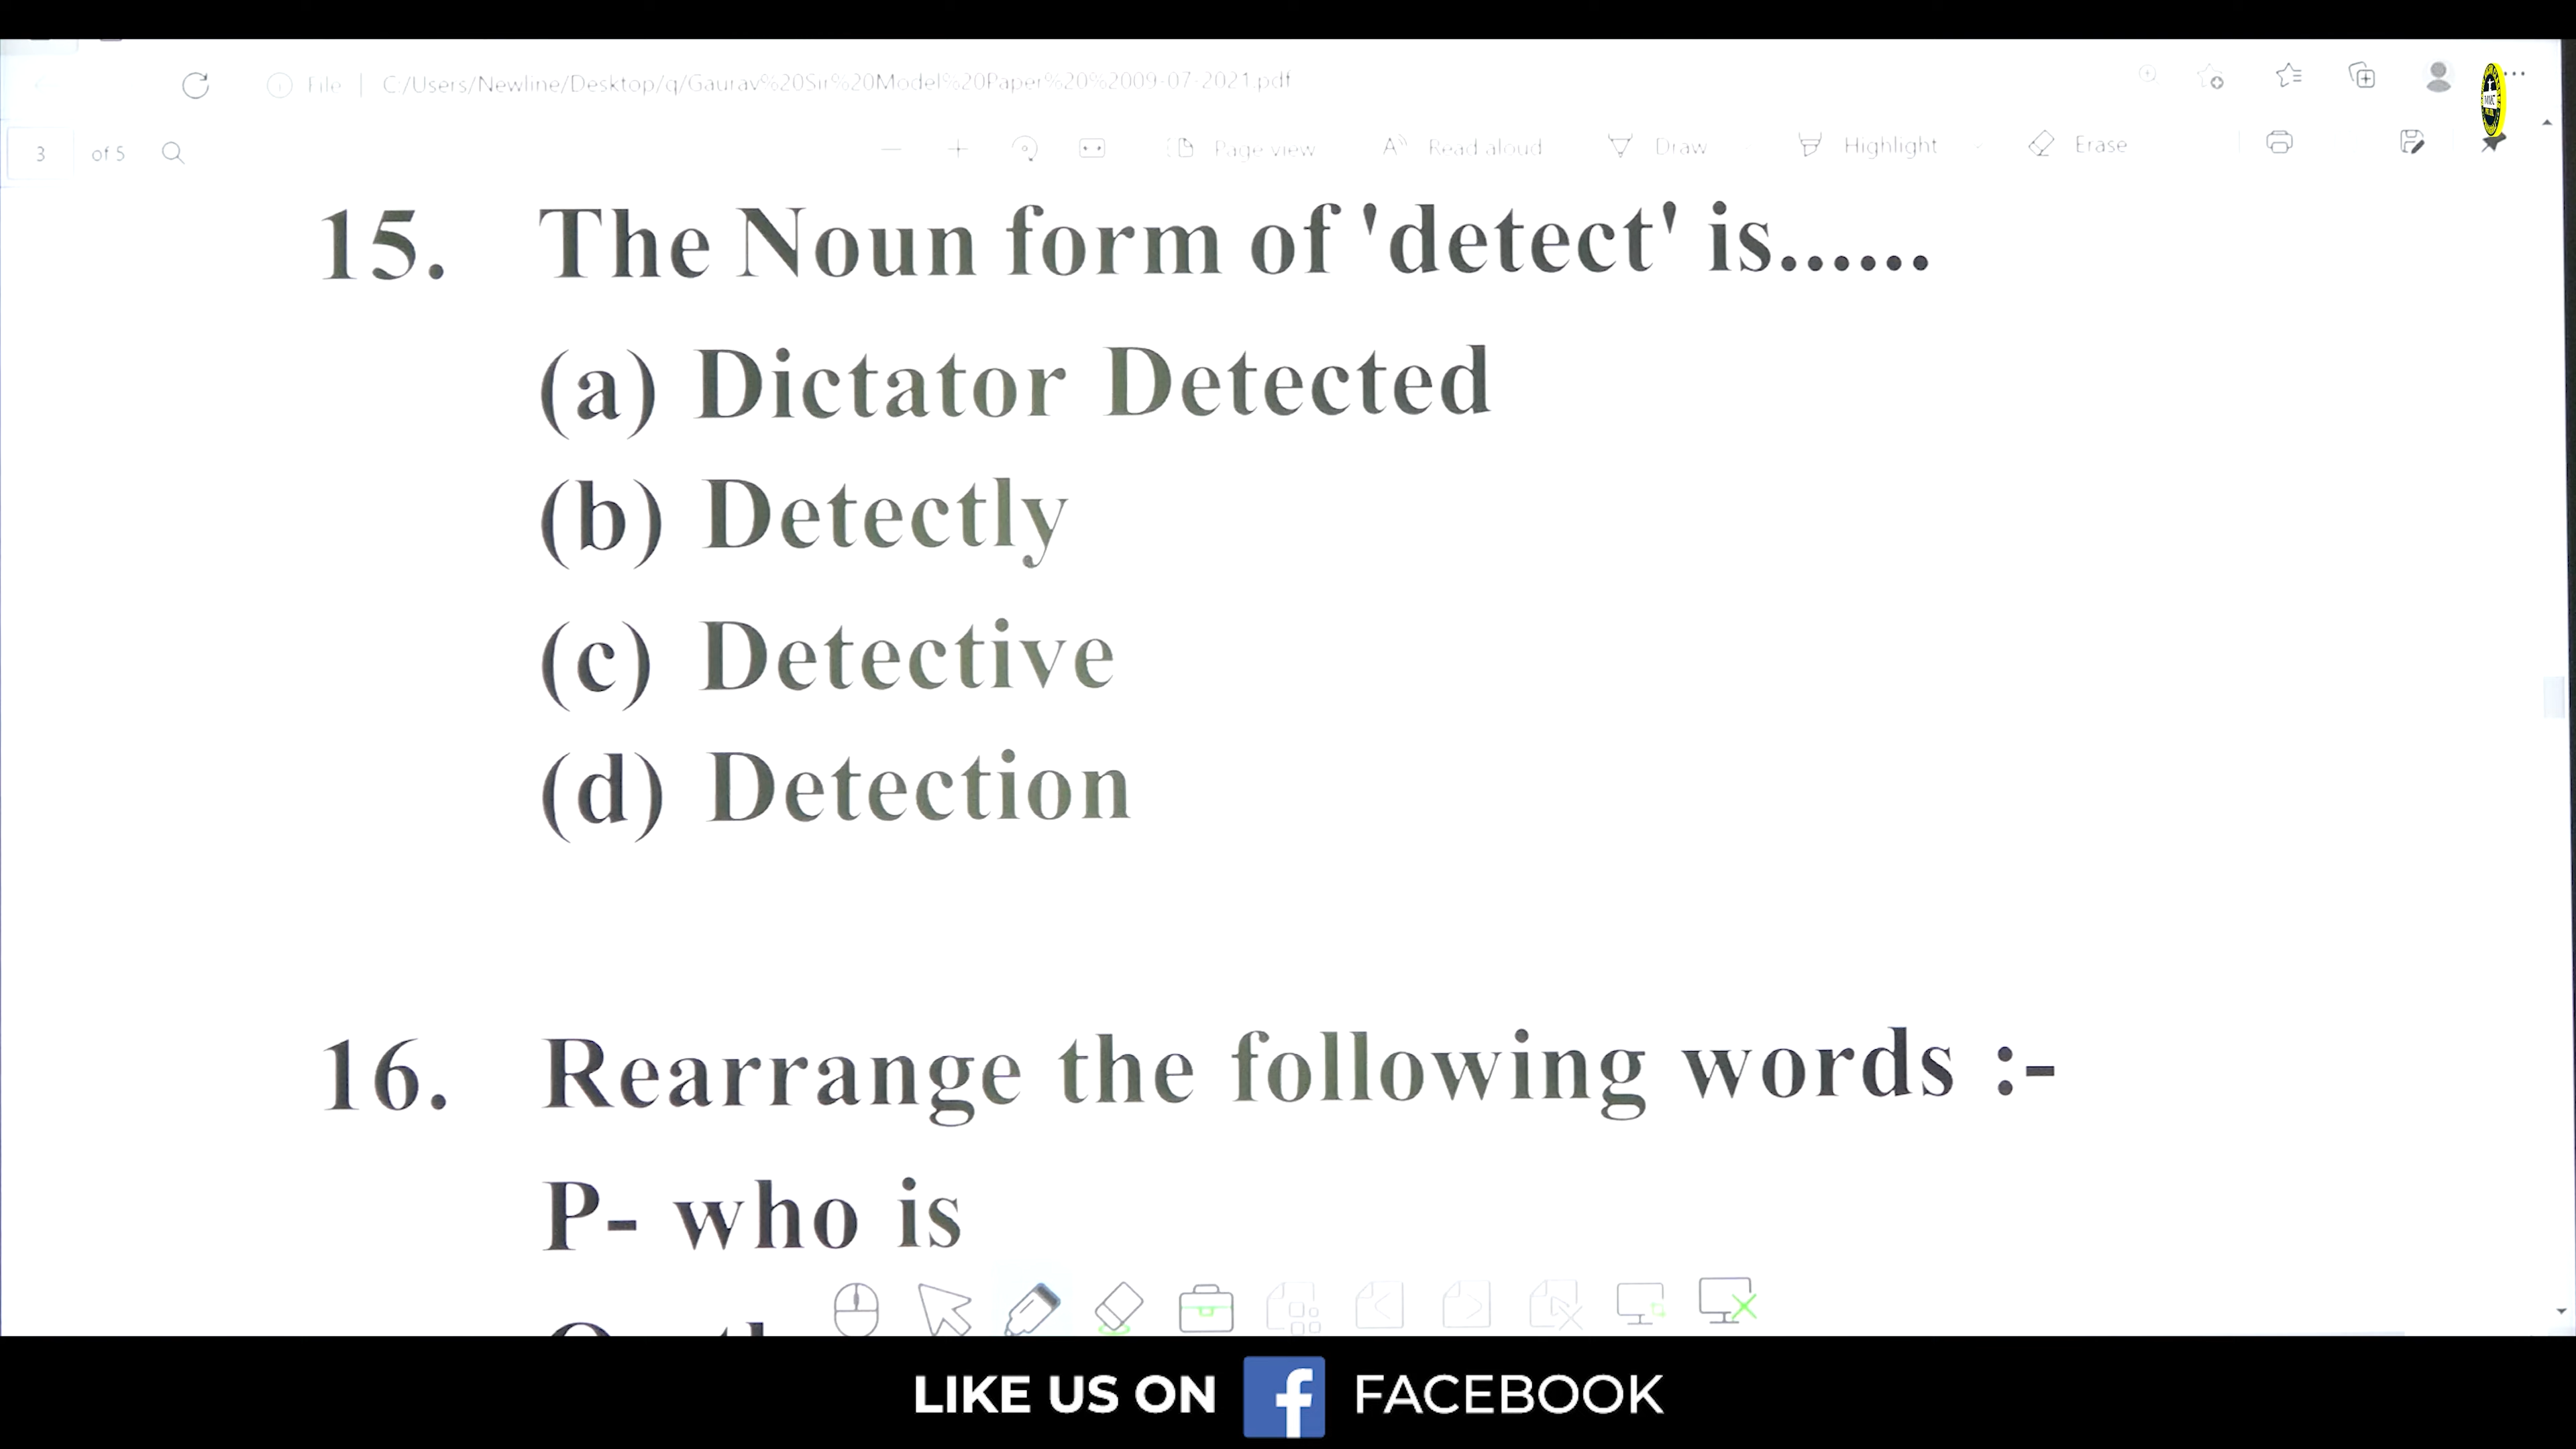 File | C:/Users/Newline/Desktop/q/Gaurav%20Sir%20Model%20Paper%20%2009-07-2021.pdf
3 of 5 Page view Read aloud Draw Highlight Erase
15. The Noun form of 'detect' is......
(a) Dictator Detected
(b) Detectly
(c) Detective
(d) Detection
16. Rearrange the following words :-
P- who is
LIKE US ON f FACEBOOK